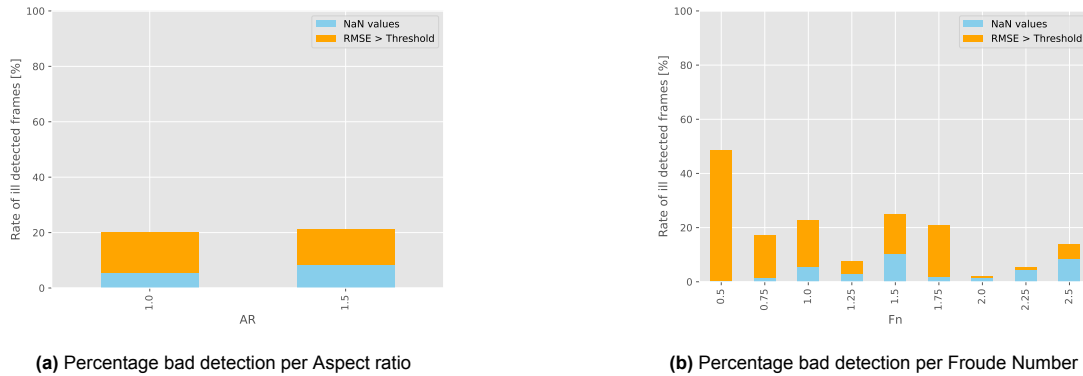 100
80
60
40
20
0
Rate of ill detected frames [%]
NaN values
RMSE > Threshold
1.0
1.5
AR
(a) Percentage bad detection per Aspect ratio
100
80
60
40
20
0
Rate of ill detected frames [%]
NaN values
RMSE > Threshold
0.5
0.75
1.0
1.25
1.5
1.75
2.0
2.25
2.5
Fn
(b) Percentage bad detection per Froude Number